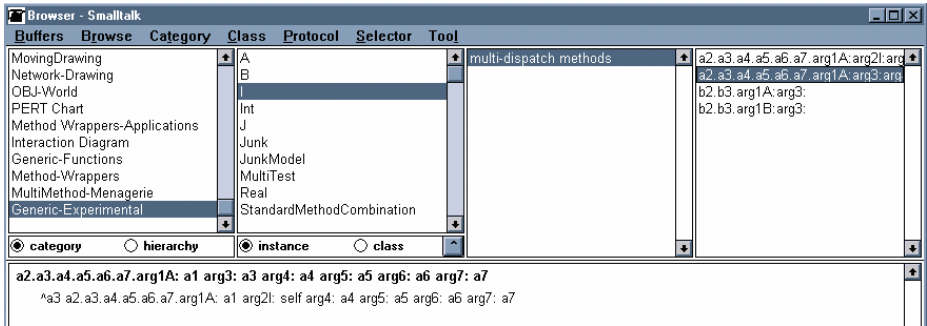 Browser - Smalltalk
Buffers Browse Category Class Protocol Selector Tool
MovingDrawing
Network-Drawing
OBJ-World
PERT Chart
Method Wrappers-Applications
Interaction Diagram
Generic-Functions
Method-Wrappers
MultiMethod-Menagerie
Generic-Experimental
category hierarchy
A
B
I
Int
J
Junk
JunkModel
MultiTest
Real
StandardMethodCombination
instance class ^
multi-dispatch methods
a2.a3.a4.a5.a6.a7.arg1A:arg2I:arg
a2.a3.a4.a5.a6.a7.arg1A:arg3:arg
b2.b3.arg1A:arg3:
b2.b3.arg1B:arg3:
a2.a3.a4.a5.a6.a7.arg1A: a1 arg3: a3 arg4: a4 arg5: a5 arg6: a6 arg7: a7
^a3 a2.a3.a4.a5.a6.a7.arg1A: a1 arg2I: self arg4: a4 arg5: a5 arg6: a6 arg7: a7